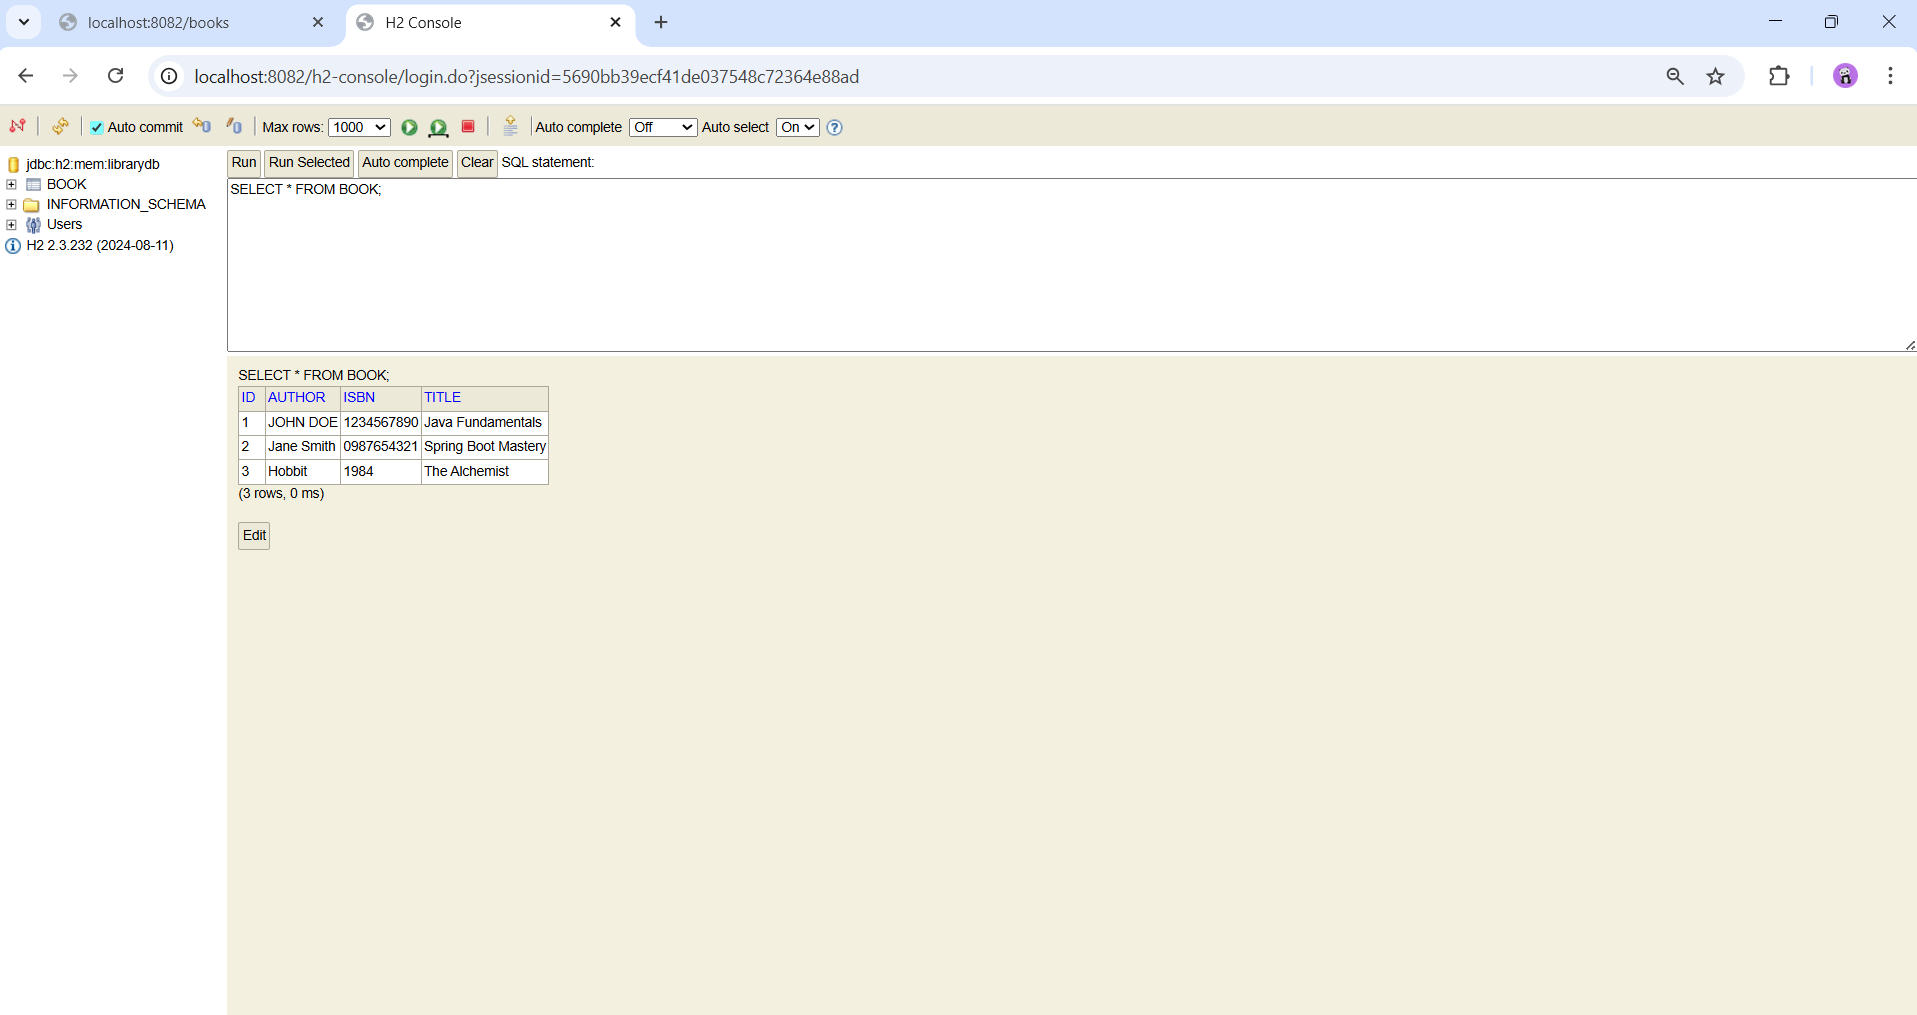 localhost:8082/books
H2 Console
localhost:8082/h2-console/login.do?jsessionid=5690bb39ecf41de037548c72364e88ad
Auto commit Max rows: 1000 Auto complete Off Auto select On
jdbc:h2:mem:librarydb
BOOK
INFORMATION_SCHEMA
Users
H2 2.3.232 (2024-08-11)
Run Run Selected Auto complete Clear SQL statement:
SELECT * FROM BOOK;
SELECT * FROM BOOK;
ID AUTHOR ISBN TITLE
1 JOHN DOE 1234567890 Java Fundamentals
2 Jane Smith 0987654321 Spring Boot Mastery
3 Hobbit 1984 The Alchemist
(3 rows, 0 ms)
Edit